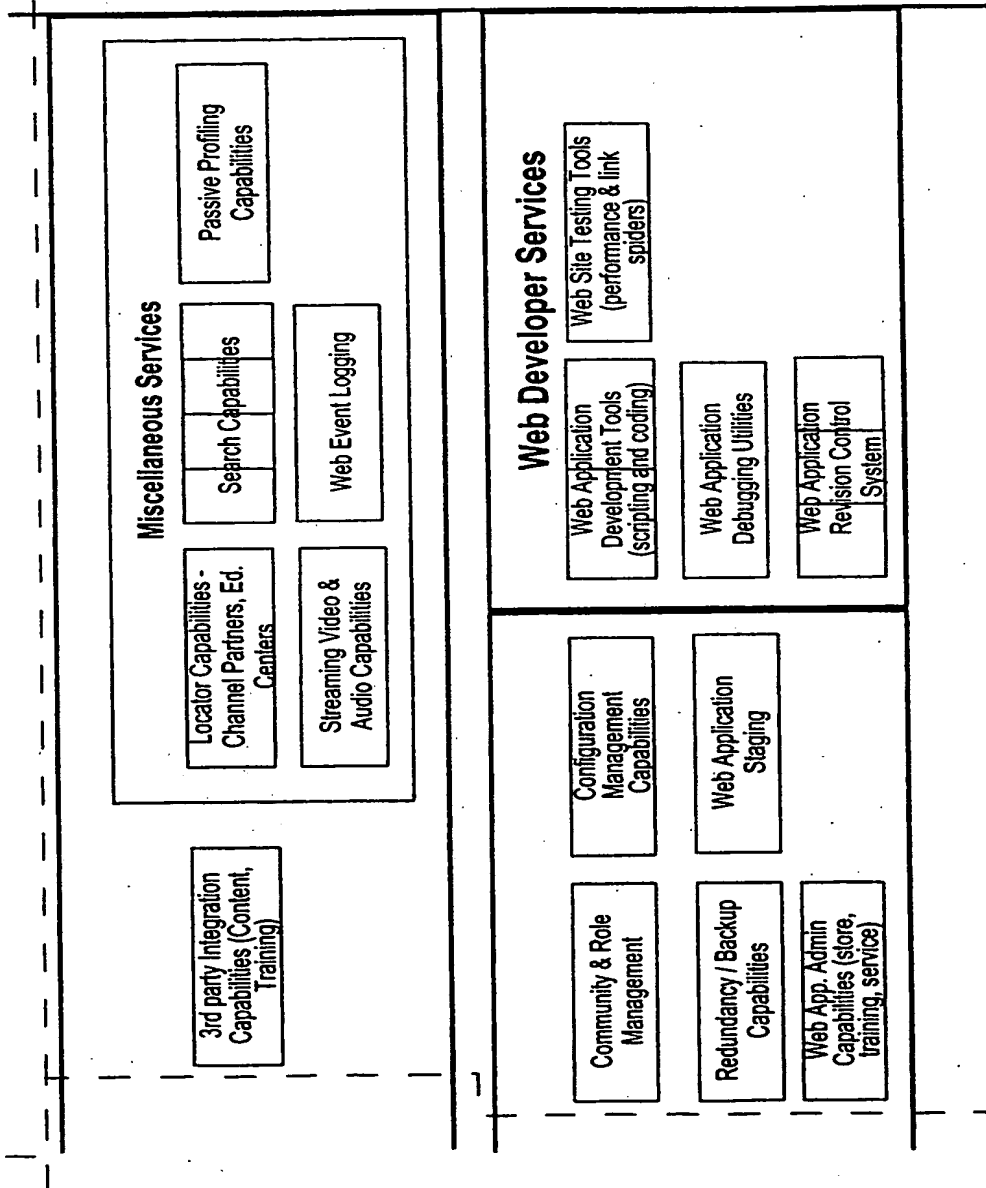 3rd party Integration
Capabilities (Content,
Training)
Miscellaneous Services
Locator Capabilities -
Channel Partners, Ed.
Centers
Search Capabilities
Passive Profiling
Capabilities
Streaming Video &
Audio Capabilities
Web Event Logging
Community & Role
Management
Configuration
Management
Capabilities
Redundancy / Backup
Capabilities
Web Application
Staging
Web App. Admin
Capabilities (store,
training, service)
Web Developer Services
Web Application
Development Tools
(scripting and coding)
Web Site Testing Tools
(performance & link
spiders)
Web Application
Debugging Utilities
Web Application
Revision Control
System